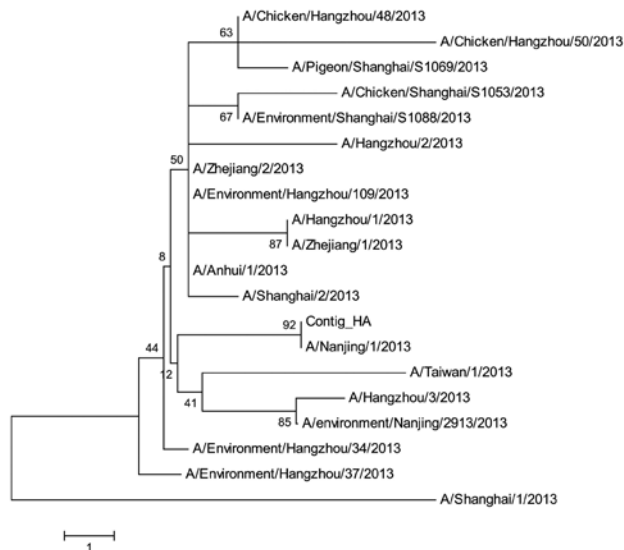 A/Chicken/Hangzhou/48/2013
63
A/Chicken/Hangzhou/50/2013
A/Pigeon/Shanghai/S1069/2013
A/Chicken/Shanghai/S1053/2013
67
A/Environment/Shanghai/S1088/2013
A/Hangzhou/2/2013
50
A/Zhejiang/2/2013
A/Environment/Hangzhou/109/2013
A/Hangzhou/1/2013
87
A/Zhejiang/1/2013
8
A/Anhui/1/2013
A/Shanghai/2/2013
92
Contig_HA
A/Nanjing/1/2013
44
12
A/Taiwan/1/2013
41
A/Hangzhou/3/2013
85
A/environment/Nanjing/2913/2013
A/Environment/Hangzhou/34/2013
A/Environment/Hangzhou/37/2013
A/Shanghai/1/2013
1